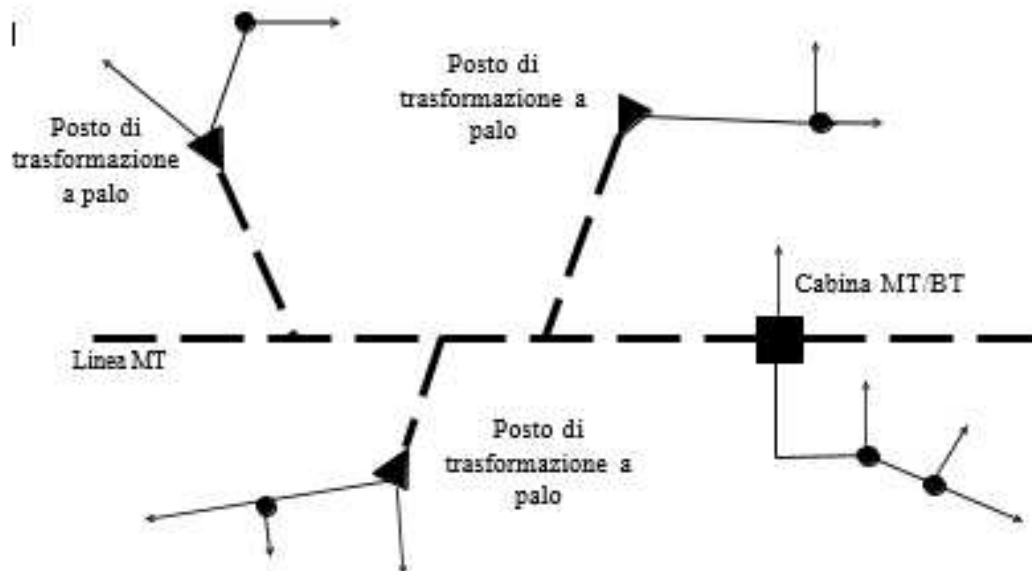 Posto di
trasformazione
a palo
Posto di
trasformazione a
palo
Cabina MT/BT
Linea MT
Posto di
trasformazione a
palo